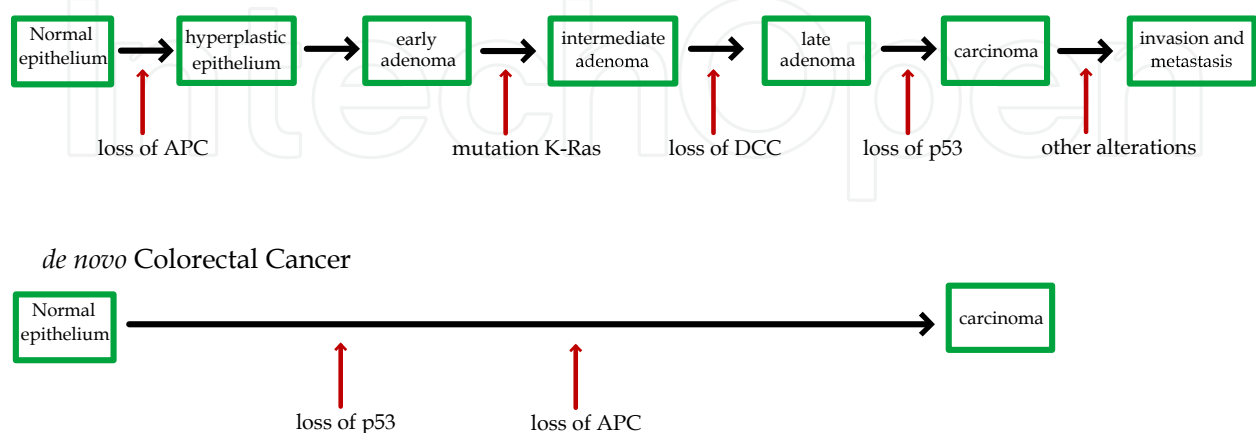 Normal
epithelium
hyperplastic
epithelium
early
adenoma
intermediate
adenoma
late
adenoma
carcinoma
invasion and
metastasis
loss of APC
mutation K-Ras
loss of DCC
loss of p53
other alterations
IntechOpen
de novo Colorectal Cancer
Normal
epithelium
carcinoma
loss of p53
loss of APC